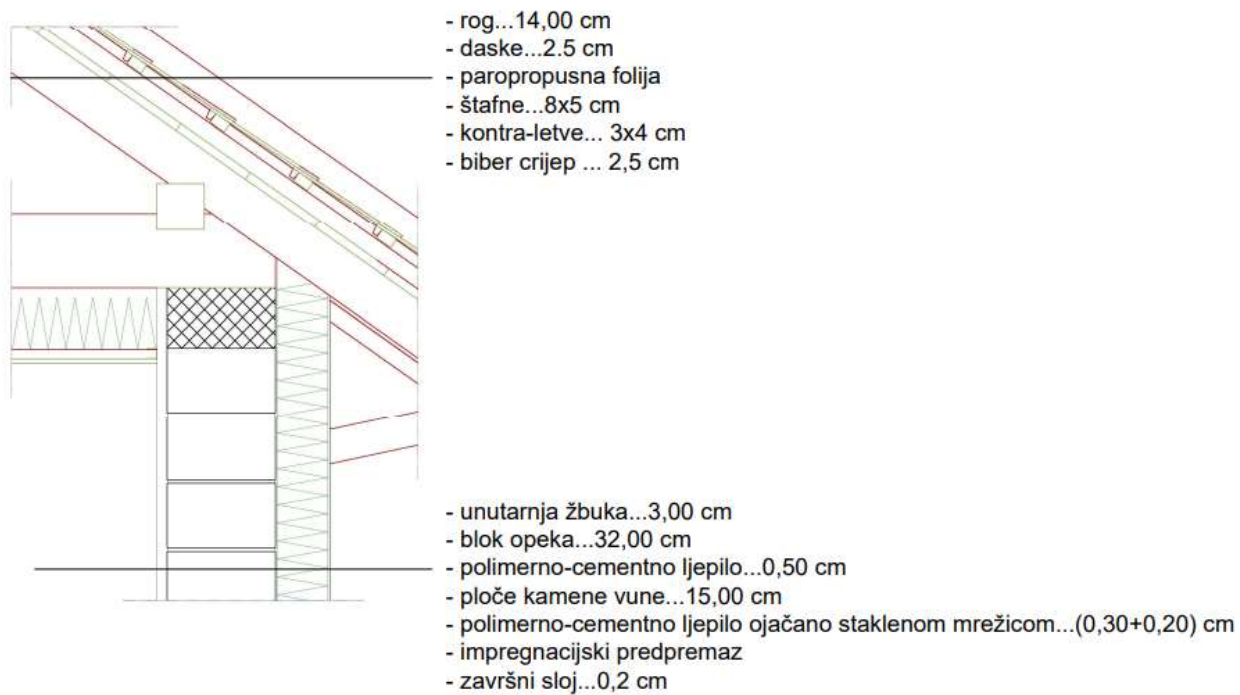 - rog...14,00 cm
- daske...2.5 cm
- paropropusna folija
- štafne...8x5 cm
- kontra-letve... 3x4 cm
- biber crijep ... 2,5 cm
- unutarnja žbuka...3,00 cm
- blok opeka...32,00 cm
- polimerno-cementno ljepilo...0,50 cm
- ploče kamene vune...15,00 cm
- polimerno-cementno ljepilo ojačano staklenom mrežicom...(0,30+0,20) cm
- impregnacijski predpremaz
- završni sloj...0,2 cm